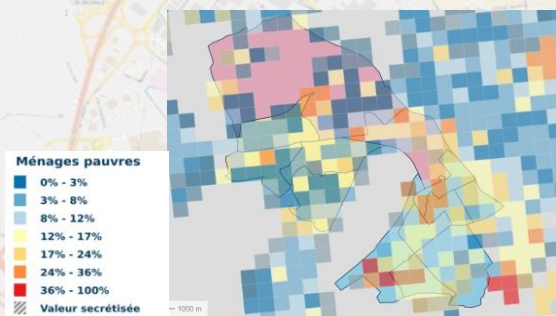 Ménages pauvres
0% - 3%
3% - 8%
8% - 12%
12% - 17%
17% - 24%
24% - 36%
36% - 100%
Valeur secrétisée
1000 m